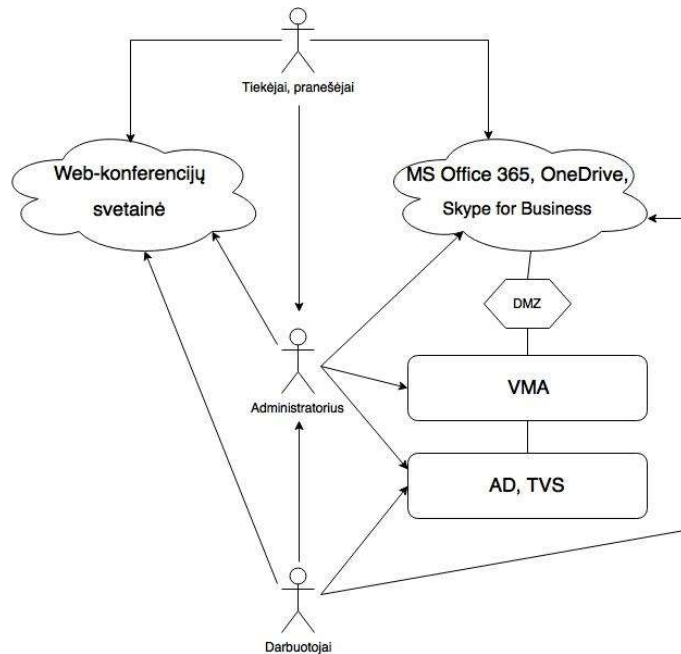 Tiekėjai, pranešėjai
Web-konferencijų
svetainė
MS Office 365, OneDrive,
Skype for Business
DMZ
VMA
Administratorius
AD, TVS
Darbuotojai